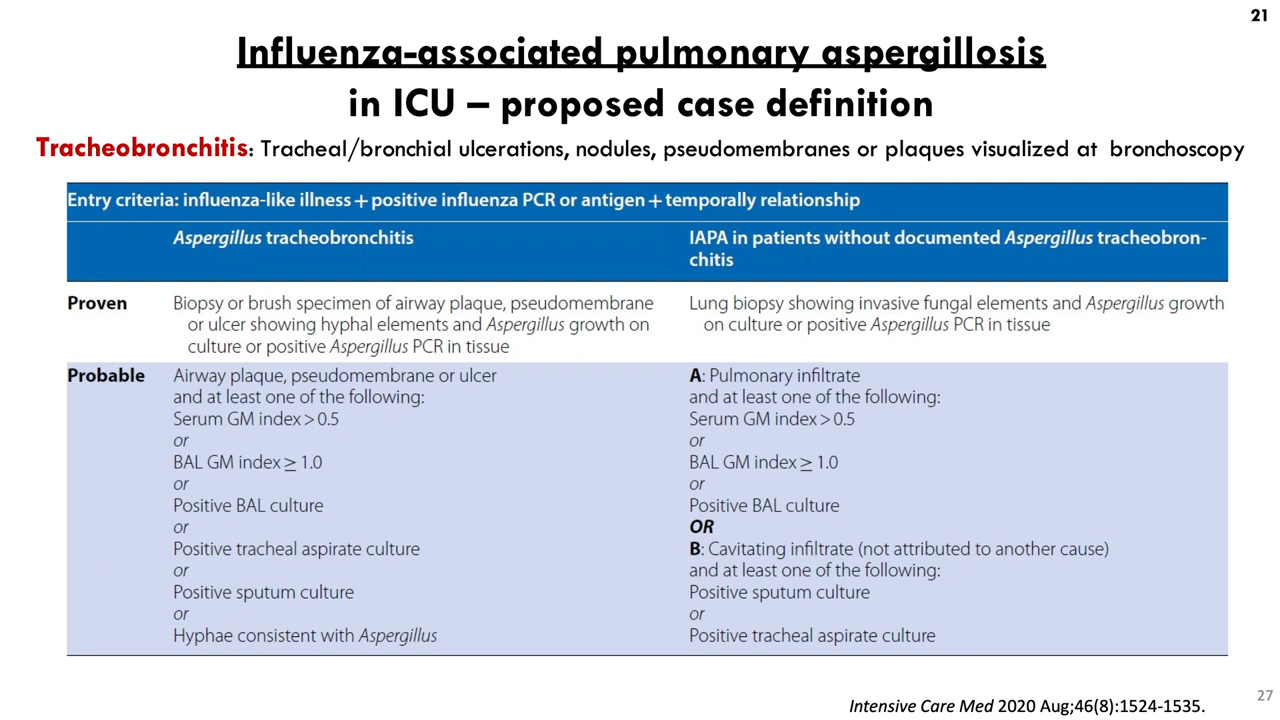 21
Influenza-associated pulmonary aspergillosis
in ICU – proposed case definition
Tracheobronchitis: Tracheal/bronchial ulcerations, nodules, pseudomembranes or plaques visualized at bronchoscopy
Entry criteria: influenza-like illness + positive influenza PCR or antigen + temporally relationship
Aspergillus tracheobronchitis
IAPA in patients without documented Aspergillus tracheobron-
chitis
Proven
Biopsy or brush specimen of airway plaque, pseudomembrane
or ulcer showing hyphal elements and Aspergillus growth on
culture or positive Aspergillus PCR in tissue
Lung biopsy showing invasive fungal elements and Aspergillus growth
on culture or positive Aspergillus PCR in tissue
Probable
Airway plaque, pseudomembrane or ulcer
and at least one of the following:
Serum GM index > 0.5
or
BAL GM index ≥ 1.0
or
Positive BAL culture
or
Positive tracheal aspirate culture
or
Positive sputum culture
or
Hyphae consistent with Aspergillus
A: Pulmonary infiltrate
and at least one of the following:
Serum GM index > 0.5
or
BAL GM index ≥ 1.0
or
Positive BAL culture
OR
B: Cavitating infiltrate (not attributed to another cause)
and at least one of the following:
Positive sputum culture
or
Positive tracheal aspirate culture
Intensive Care Med 2020 Aug;46(8):1524-1535.
27